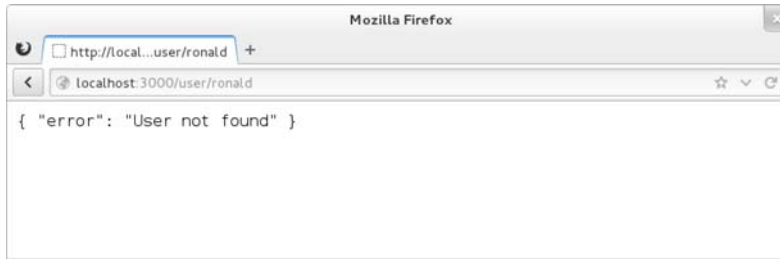 Mozilla Firefox
http://local...user/ronald
localhost:3000/user/ronald
{ "error": "User not found" }